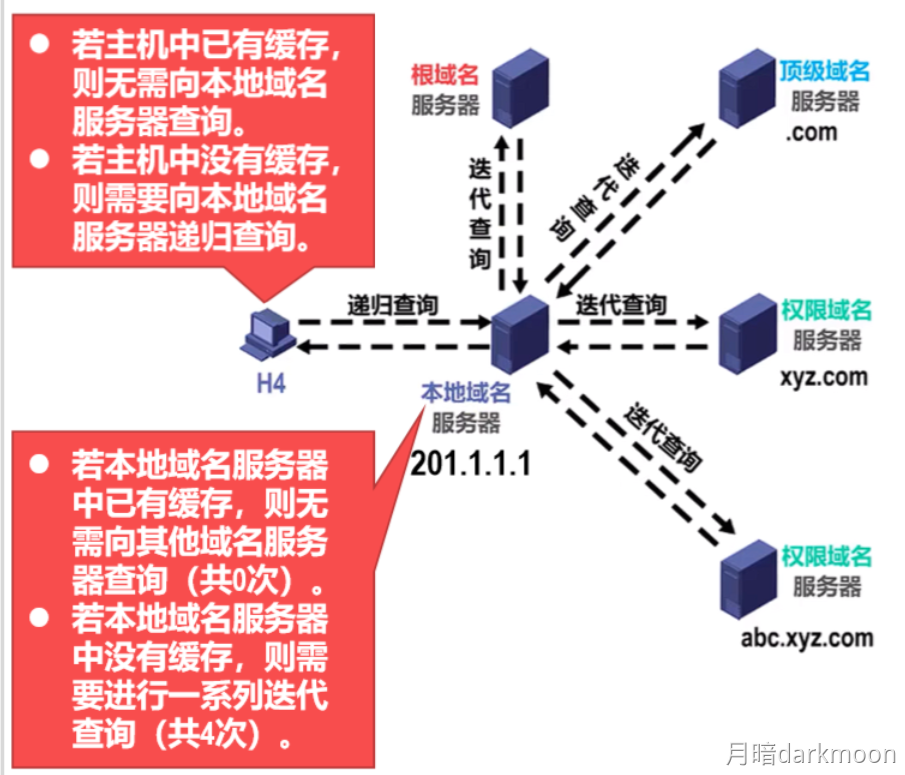 ● 若主机中已有缓存，
则无需向本地域名
服务器查询。
● 若主机中没有缓存，
则需要向本地域名
服务器递归查询。
根域名
服务器
顶级域名
服务器
.com
迭代查询
迭代查询
递归查询
迭代查询
权限域名
服务器
xyz.com
H4
本地域名
服务器
201.1.1.1
迭代查询
● 若本地域名服务器
中已有缓存，则无
需向其他域名服务
器查询（共0次）。
● 若本地域名服务器
中没有缓存，则需
要进行一系列迭代
查询（共4次）。
权限域名
服务器
abc.xyz.com
月暗darkmoon